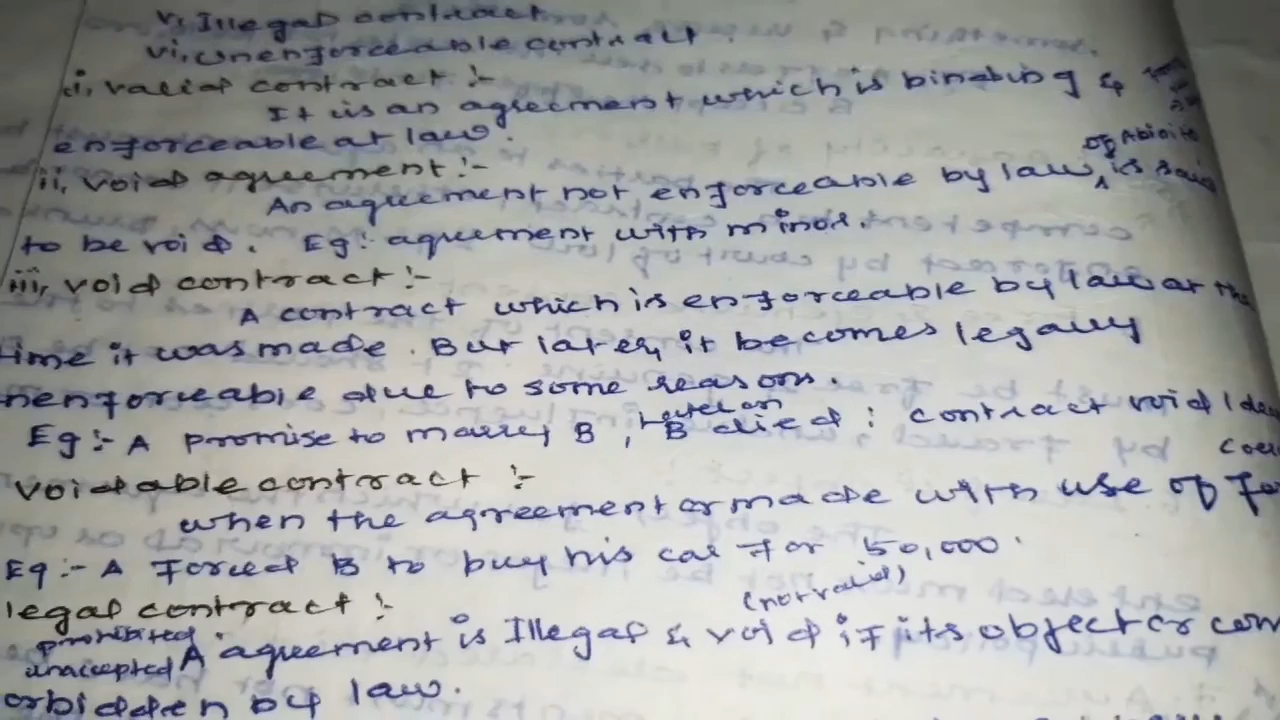 v, Illegal contract
vi, unenforceable contract.
i, valid contract :-
It is an agreement which is binding &
enforceable at law.
ii, void agreement :-
An agreement not enforceable by law, is said
to be void. Eg:- agreement with minor.
iii, void contract :-
A contract which is enforceable by law at the
ime it was made. But later, it becomes legally
nenforceable due to some reasons.
Eg :- A promise to marry B, later on B died : contract void
voidable contract :-
when the agreement or made with use of
Eg :- A Forced B to buy his car For 50,000.
legal contract :-
(not valid)
prohibited
unaccepted
A agreement is Illegal & void if its object or con
orbidden by law.